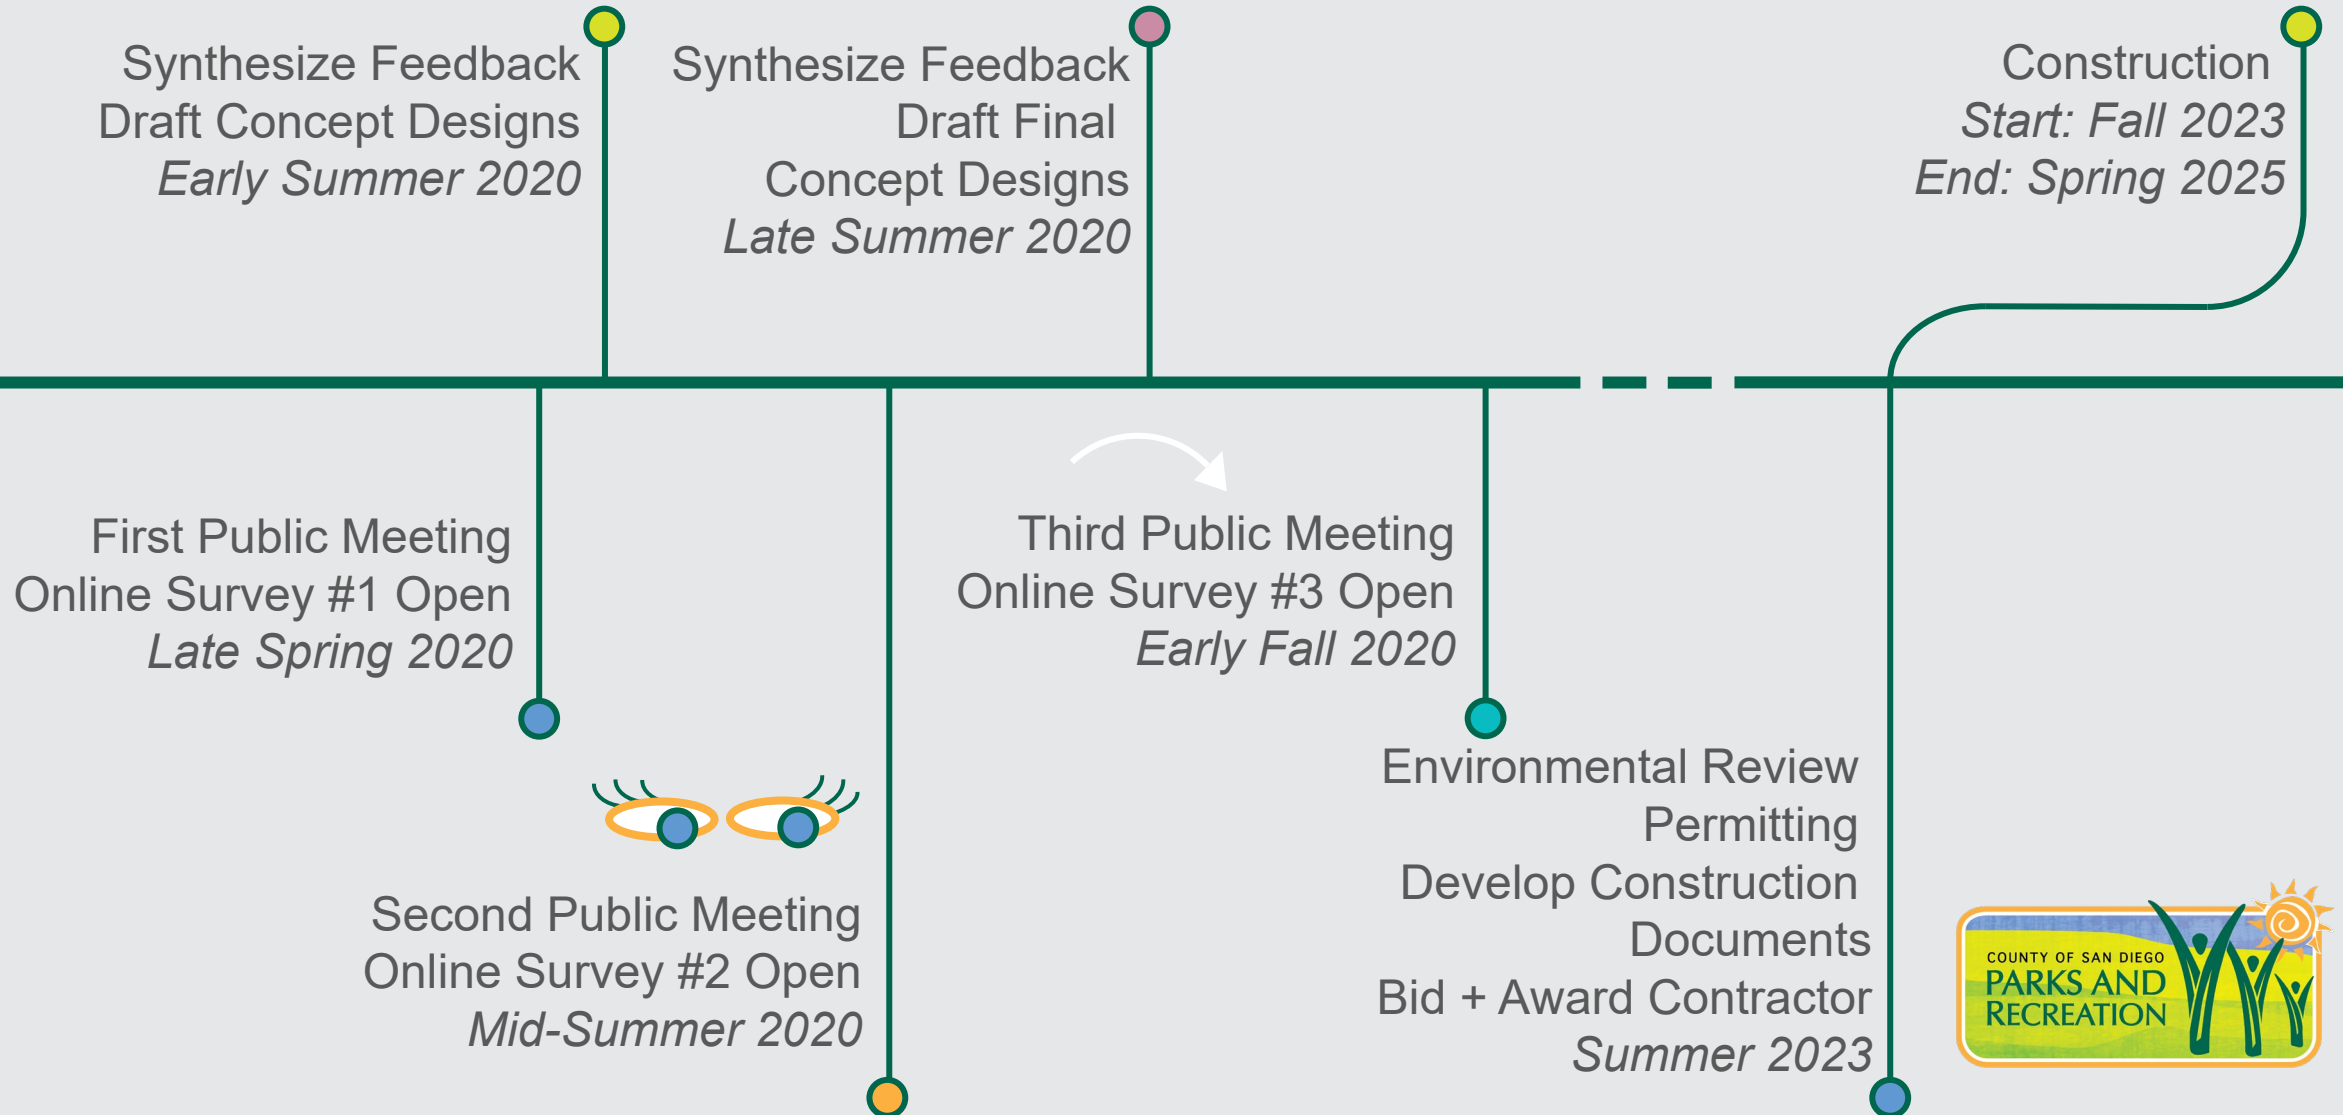 Synthesize Feedback
Draft Concept Designs
Early Summer 2020
Synthesize Feedback
Draft Final
Concept Designs
Late Summer 2020
Construction
Start: Fall 2023
End: Spring 2025
First Public Meeting
Online Survey #1 Open
Late Spring 2020
Second Public Meeting
Online Survey #2 Open
Mid-Summer 2020
Third Public Meeting
Online Survey #3 Open
Early Fall 2020
Environmental Review
Permitting
Develop Construction
Documents
Bid + Award Contractor
Summer 2023
COUNTY OF SAN DIEGO
PARKS AND
RECREATION